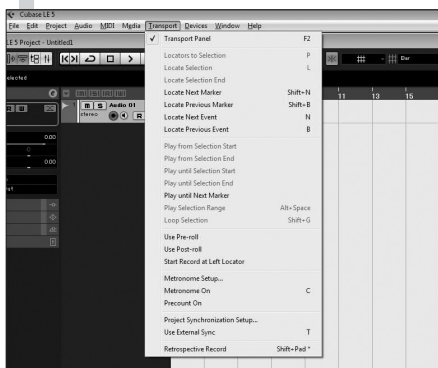 Cubase LE 5
File Edit Project Audio MIDI Media Transport Devices Window Help
LE 5 Project - Untitled1
Bar
elected
11 13 15
1 m S Audio 01
stereo R
0.00
0.00
Transport Panel F2
Locators to Selection P
Locate Selection L
Locate Selection End
Locate Next Marker Shift+N
Locate Previous Marker Shift+B
Locate Next Event N
Locate Previous Event B
Play from Selection Start
Play from Selection End
Play until Selection Start
Play until Selection End
Play until Next Marker
Play Selection Range Alt+Space
Loop Selection Shift+G
Use Pre-roll
Use Post-roll
Start Record at Left Locator
Metronome Setup...
Metronome On C
Precount On
Project Synchronization Setup...
Use External Sync T
Retrospective Record Shift+Pad *